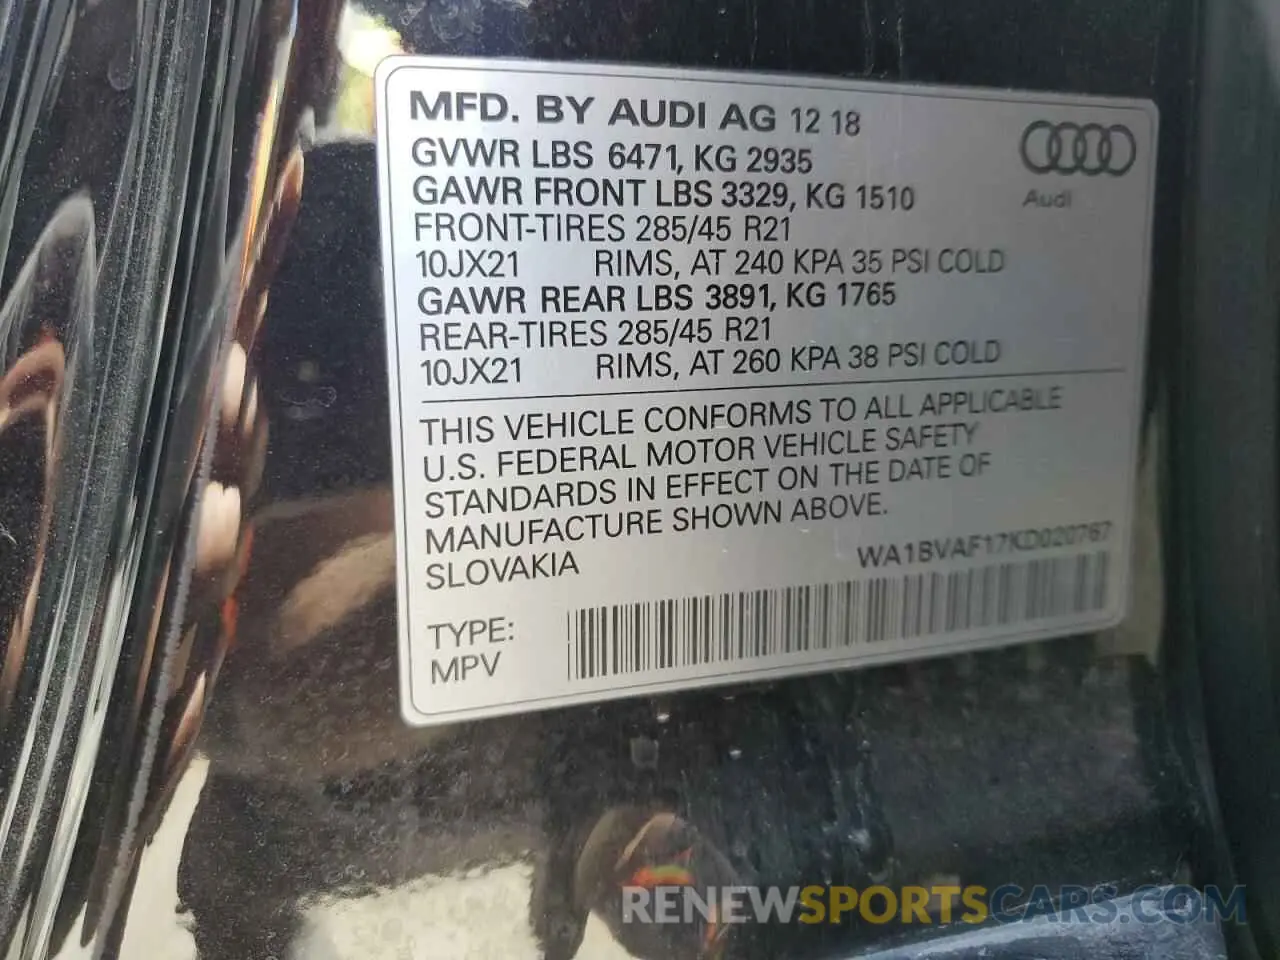 MFD. BY AUDI AG 12 18
GVWR LBS 6471, KG 2935
GAWR FRONT LBS 3329, KG 1510
FRONT-TIRES 285/45 R21
10JX21 RIMS, AT 240 KPA 35 PSI COLD
GAWR REAR LBS 3891, KG 1765
REAR-TIRES 285/45 R21
10JX21 RIMS, AT 260 KPA 38 PSI COLD
Audi
THIS VEHICLE CONFORMS TO ALL APPLICABLE
U.S. FEDERAL MOTOR VEHICLE SAFETY
STANDARDS IN EFFECT ON THE DATE OF
MANUFACTURE SHOWN ABOVE.
SLOVAKIA
WA1BVAF17KD020767
TYPE:
MPV
RENEWSPORTSCARS.COM